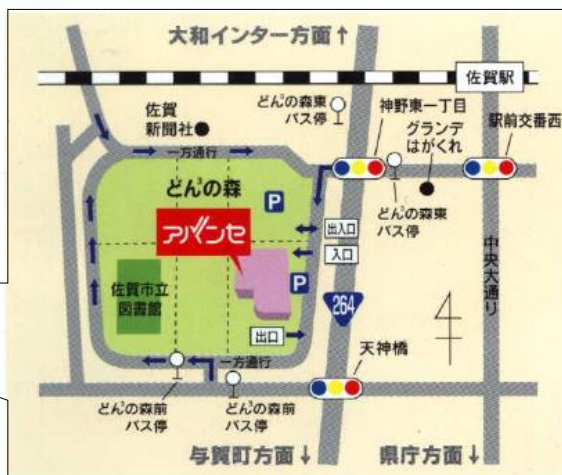 大和インター方面↑
佐賀駅
どん3の森東
バス停
神野東一丁目
佐賀
新聞社
グランデ
はがくれ
駅前交番西
一方通行
どん3の森
P
アバンセ
どん3の森東
バス停
出入口
入口
中央大通り
佐賀市立
図書館
P
264
出口
天神橋
一方通行
どん3の森前
バス停
どん3の森前
バス停
与賀町方面↓
県庁方面↓